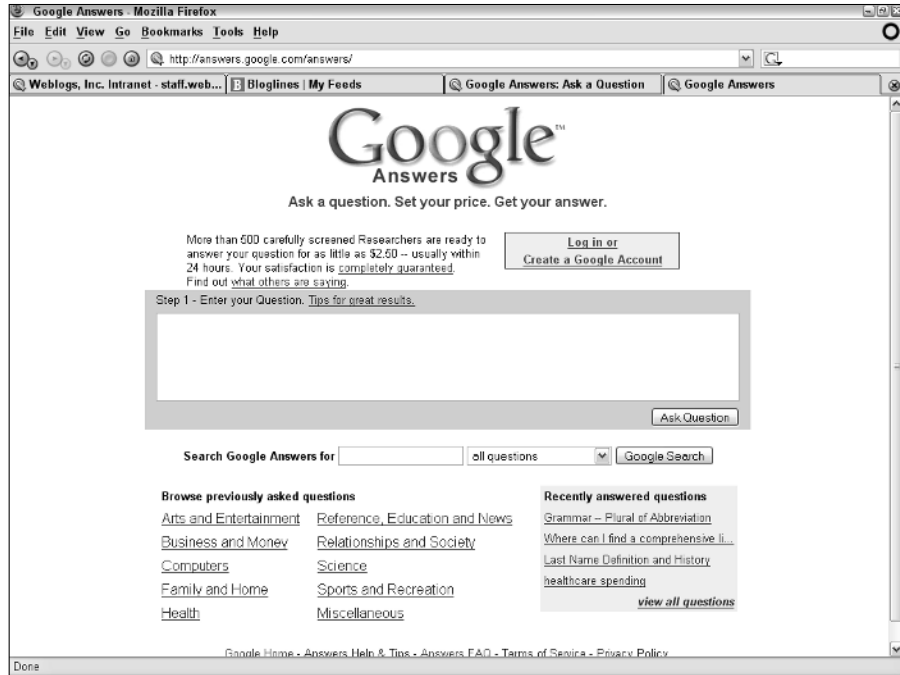 Google Answers - Mozilla Firefox
File Edit View Go Bookmarks Tools Help
http://answers.google.com/answers/
Weblogs, Inc. Intranet - staff.web... Bloglines | My Feeds Google Answers: Ask a Question Google Answers
Google™
Answers
Ask a question. Set your price. Get your answer.
More than 500 carefully screened Researchers are ready to
answer your question for as little as $2.50 -- usually within
24 hours. Your satisfaction is completely guaranteed.
Find out what others are saying.
Log in or
Create a Google Account
Step 1 - Enter your Question. Tips for great results.
Ask Question
Search Google Answers for all questions Google Search
Browse previously asked questions
Arts and Entertainment Reference, Education and News
Business and Money Relationships and Society
Computers Science
Family and Home Sports and Recreation
Health Miscellaneous
Recently answered questions
Grammar – Plural of Abbreviation
Where can I find a comprehensive li...
Last Name Definition and History
healthcare spending
view all questions
Google Home - Answers Help & Tips - Answers FAQ - Terms of Service - Privacy Policy
Done